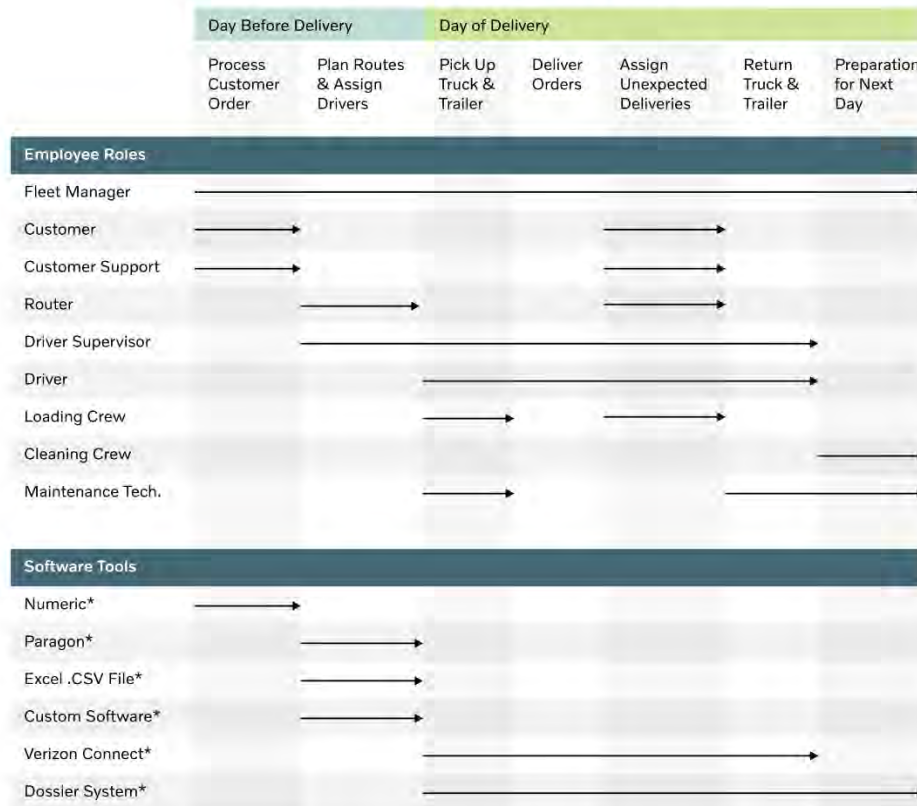 Day Before Delivery
Day of Delivery
Process
Customer
Order
Plan Routes
& Assign
Drivers
Pick Up
Truck &
Trailer
Deliver
Orders
Assign
Unexpected
Deliveries
Return
Truck &
Trailer
Preparation
for Next
Day
Employee Roles
Fleet Manager
Customer
Customer Support
Router
Driver Supervisor
Driver
Loading Crew
Cleaning Crew
Maintenance Tech.
Software Tools
Numeric*
Paragon*
Excel .CSV File*
Custom Software*
Verizon Connect*
Dossier System*